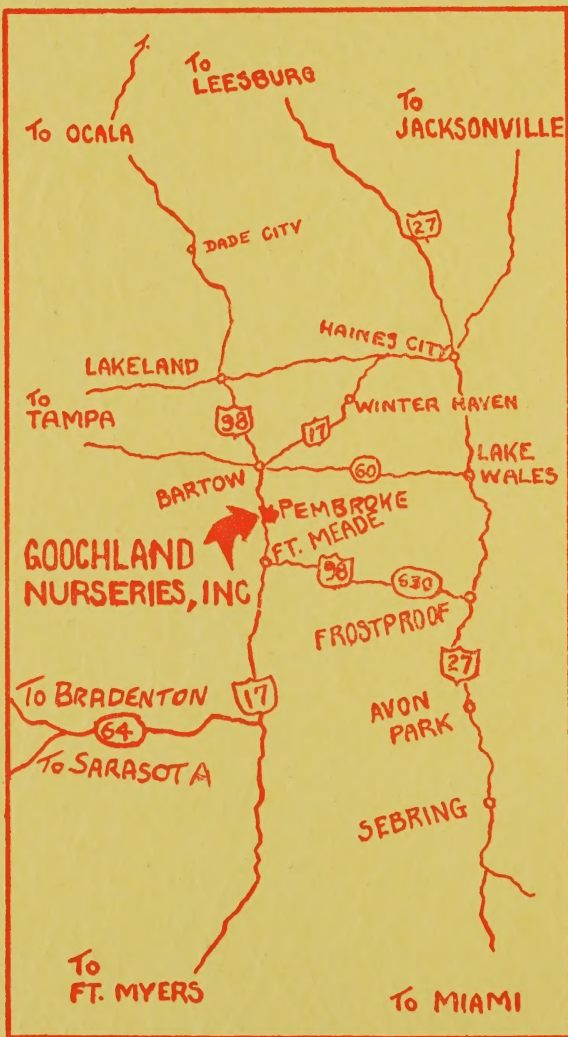 To
LEESBURG
To
JACKSONVILLE
To OCALA
27
DADE CITY
HAINES CITY
LAKELAND
To
TAMPA
98
17
WINTER HAVEN
BARTOW
60
LAKE
WALES
PEMBROKE
FT. MEADE
GOOCHLAND
NURSERIES, INC
98
630
FROSTPROOF
27
To BRADENTON
17
64
AVON
PARK
To SARASOTA
SEBRING
To
FT. MYERS
To MIAMI